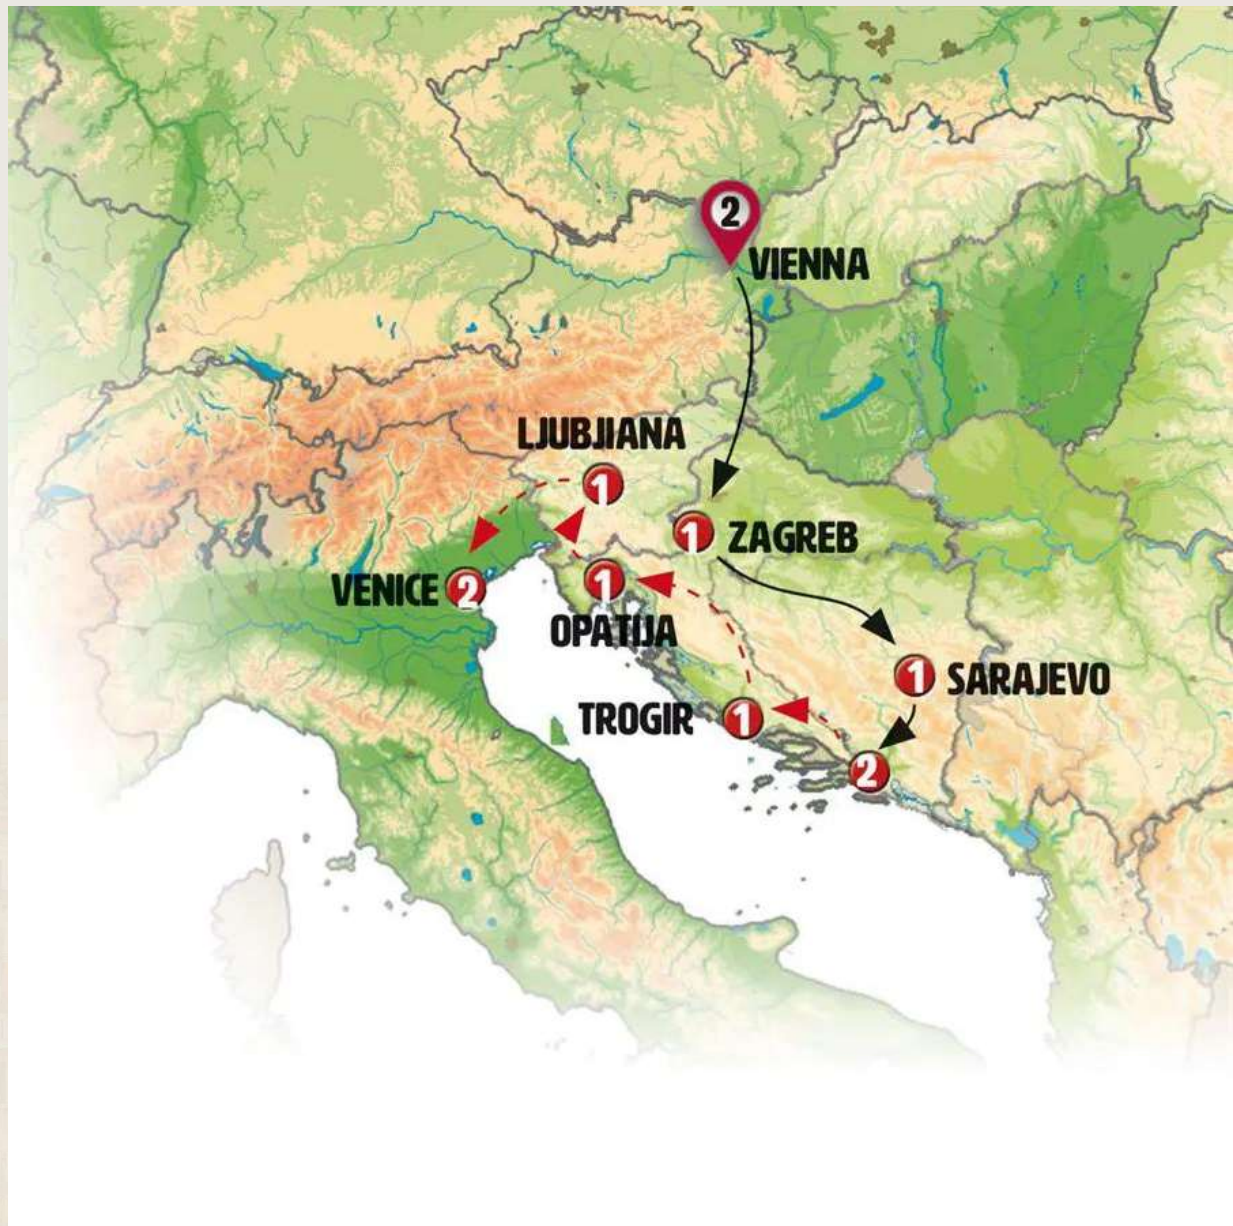 2
VIENNA
LJUBJIANA
1
1
ZAGREB
VENICE
2
1
OPATIJA
1
SARAJEVO
TROGIR
1
2